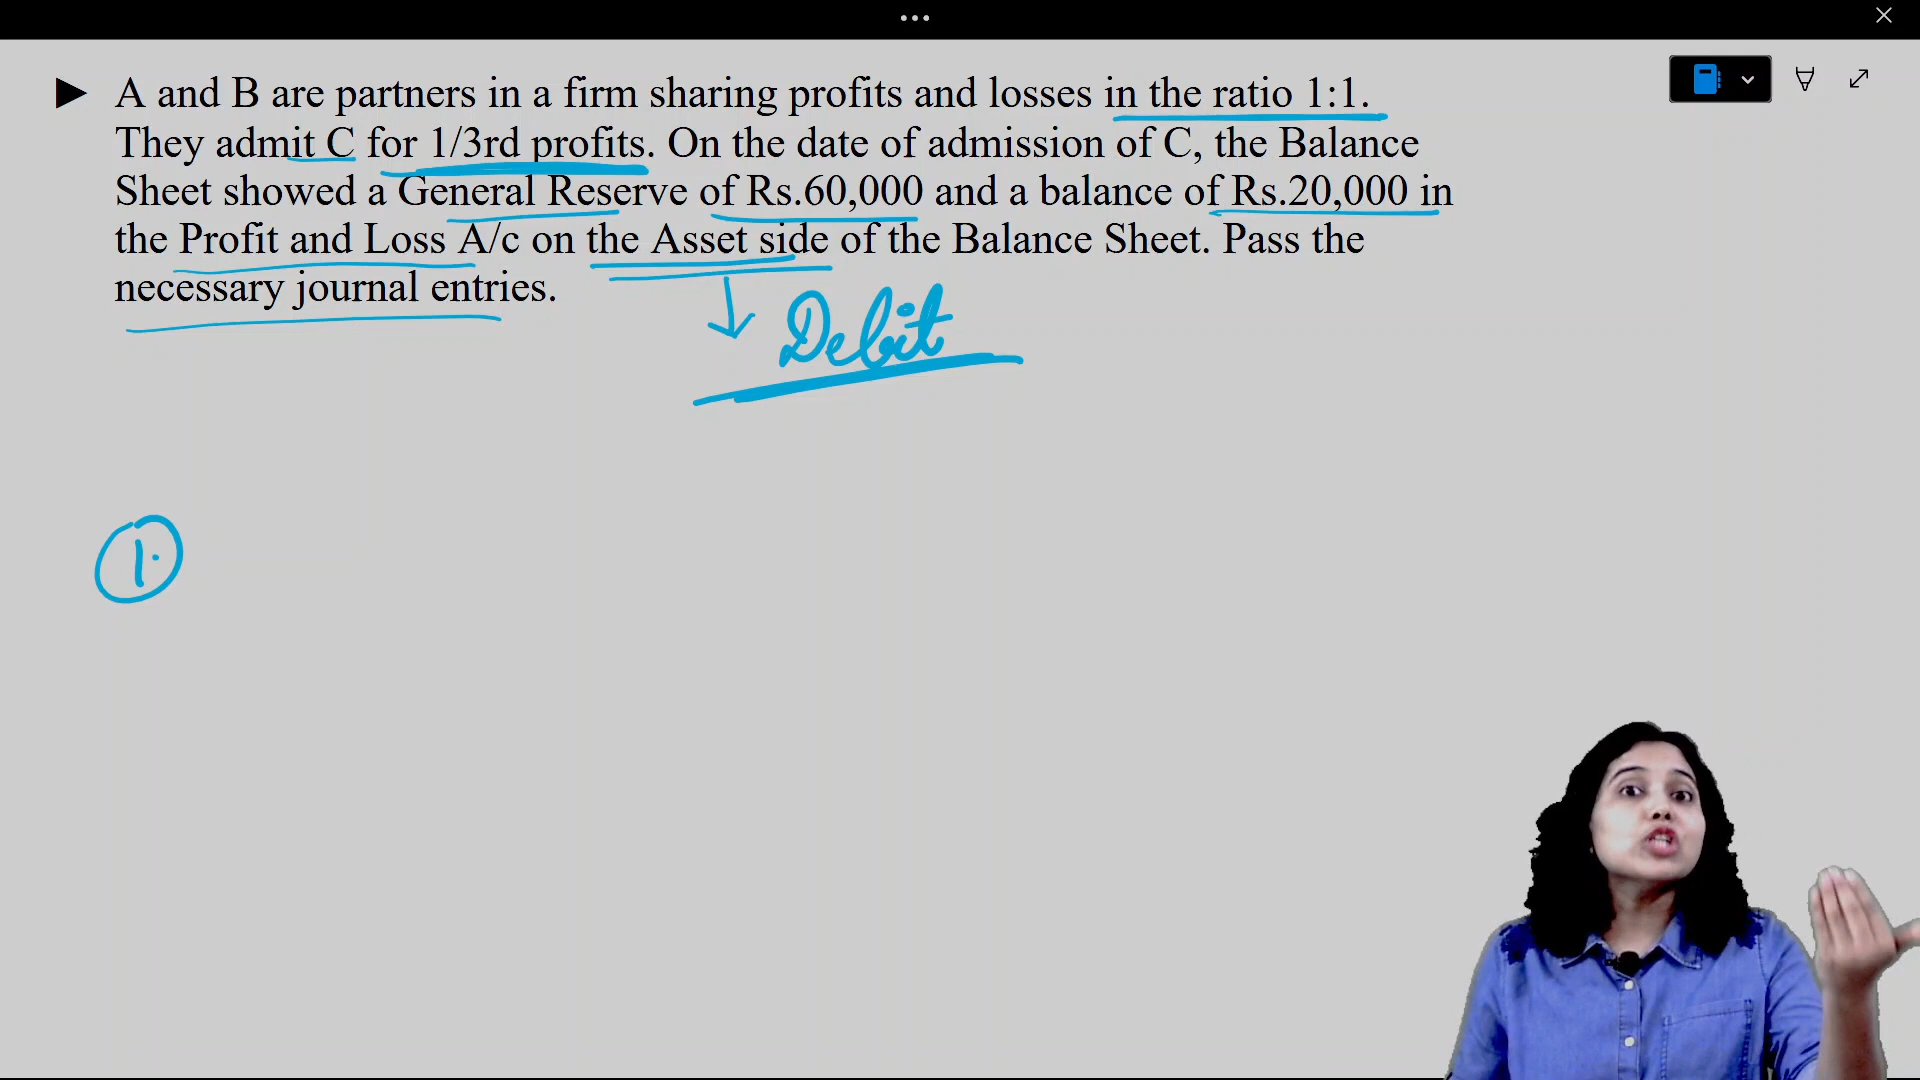 ▶ A and B are partners in a firm sharing profits and losses in the ratio 1:1.
They admit C for 1/3rd profits. On the date of admission of C, the Balance
Sheet showed a General Reserve of Rs.60,000 and a balance of Rs.20,000 in
the Profit and Loss A/c on the Asset side of the Balance Sheet. Pass the
necessary journal entries.
Debit
1.